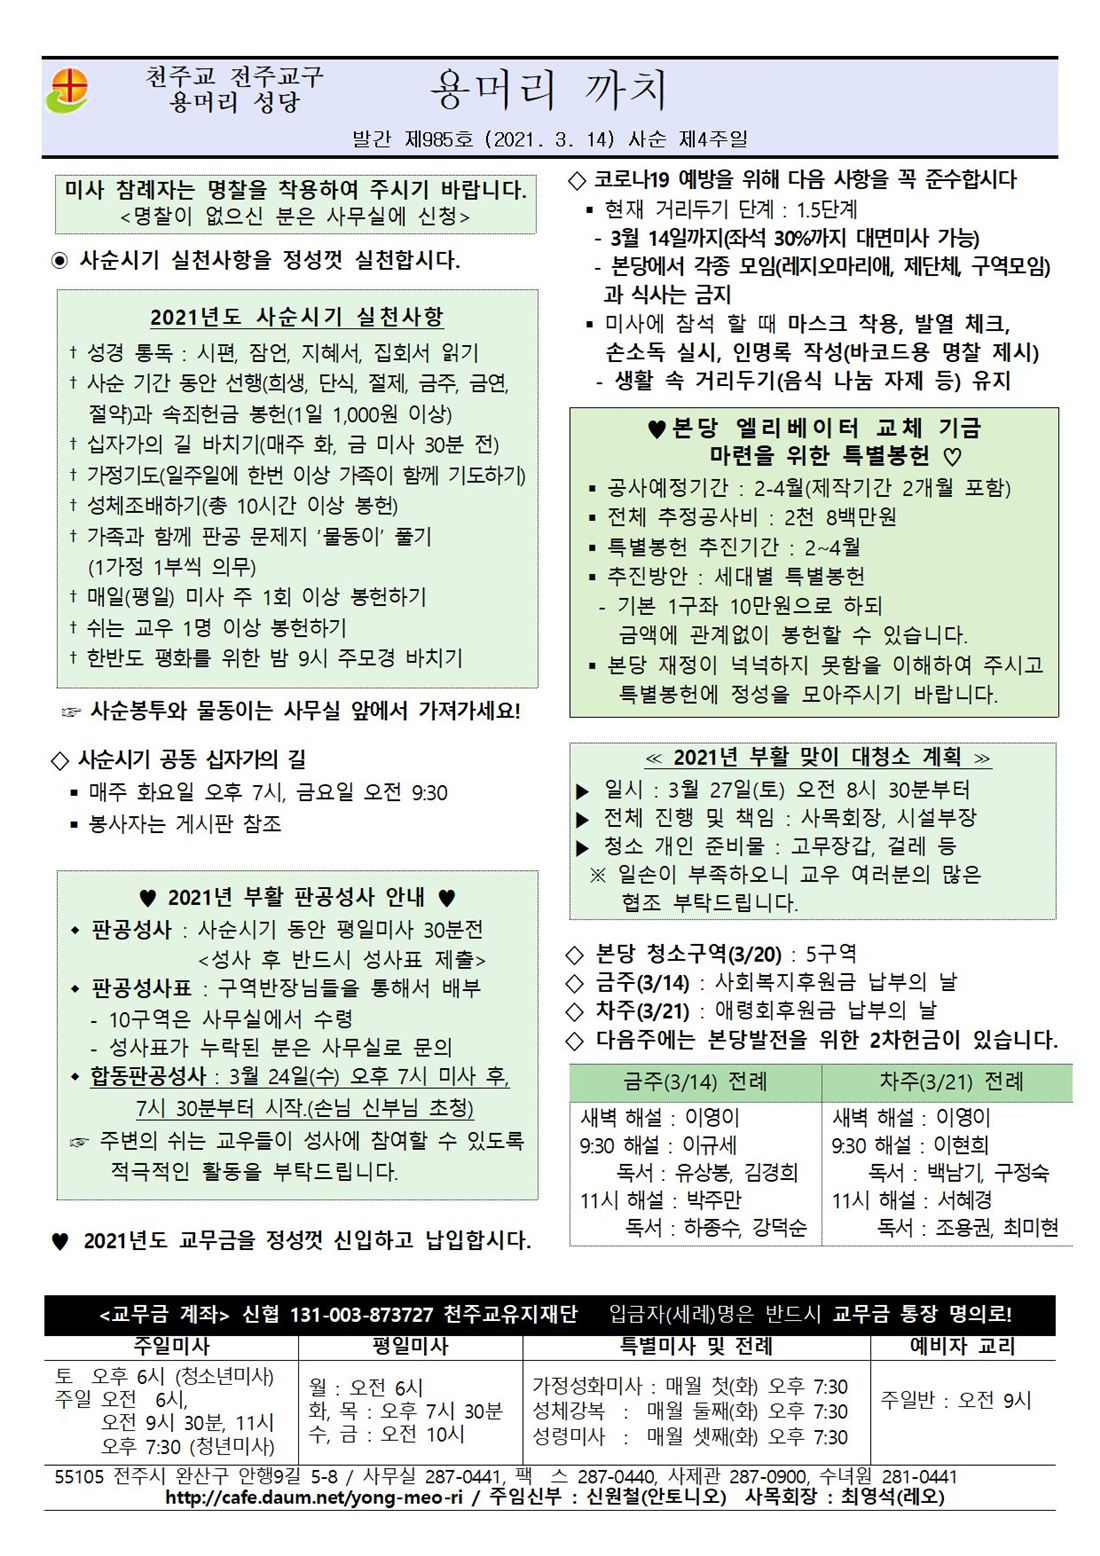 천주교 전주교구
용머리 성당
용머리 까치
발간 제985호 (2021. 3. 14) 사순 제4주일
미사 참례자는 명찰을 착용하여 주시기 바랍니다.
<명찰이 없으신 분은 사무실에 신청>
◉ 사순시기 실천사항을 정성껏 실천합시다.
2021년도 사순시기 실천사항
† 성경 통독 : 시편, 잠언, 지혜서, 집회서 읽기
† 사순 기간 동안 선행(희생, 단식, 절제, 금주, 금연,
절약)과 속죄헌금 봉헌(1일 1,000원 이상)
† 십자가의 길 바치기(매주 화, 금 미사 30분 전)
† 가정기도(일주일에 한번 이상 가족이 함께 기도하기)
† 성체조배하기(총 10시간 이상 봉헌)
† 가족과 함께 판공 문제지 ‘물동이’ 풀기
(1가정 1부씩 의무)
† 매일(평일) 미사 주 1회 이상 봉헌하기
† 쉬는 교우 1명 이상 봉헌하기
† 한반도 평화를 위한 밤 9시 주모경 바치기
☞ 사순봉투와 물동이는 사무실 앞에서 가져가세요!
◇ 사순시기 공동 십자가의 길
▪ 매주 화요일 오후 7시, 금요일 오전 9:30
▪ 봉사자는 게시판 참조
♥ 2021년 부활 판공성사 안내 ♥
◆ 판공성사 : 사순시기 동안 평일미사 30분전
<성사 후 반드시 성사표 제출>
◆ 판공성사표 : 구역반장님들을 통해서 배부
- 10구역은 사무실에서 수령
- 성사표가 누락된 분은 사무실로 문의
◆ 합동판공성사 : 3월 24일(수) 오후 7시 미사 후,
7시 30분부터 시작.(손님 신부님 초청)
☞ 주변의 쉬는 교우들이 성사에 참여할 수 있도록
적극적인 활동을 부탁드립니다.
♥ 2021년도 교무금을 정성껏 신입하고 납입합시다.
◇ 코로나19 예방을 위해 다음 사항을 꼭 준수합시다
▪ 현재 거리두기 단계 : 1.5단계
- 3월 14일까지(좌석 30%까지 대면미사 가능)
- 본당에서 각종 모임(레지오마리애, 제단체, 구역모임)
과 식사는 금지
▪ 미사에 참석 할 때 마스크 착용, 발열 체크,
손소독 실시, 인명록 작성(바코드용 명찰 제시)
- 생활 속 거리두기(음식 나눔 자제 등) 유지
♥본당 엘리베이터 교체 기금
마련을 위한 특별봉헌 ♡
▪ 공사예정기간 : 2-4월(제작기간 2개월 포함)
▪ 전체 추정공사비 : 2천 8백만원
▪ 특별봉헌 추진기간 : 2~4월
▪ 추진방안 : 세대별 특별봉헌
- 기본 1구좌 10만원으로 하되
금액에 관계없이 봉헌할 수 있습니다.
▪ 본당 재정이 넉넉하지 못함을 이해하여 주시고
특별봉헌에 정성을 모아주시기 바랍니다.
≪ 2021년 부활 맞이 대청소 계획 ≫
▶ 일시 : 3월 27일(토) 오전 8시 30분부터
▶ 전체 진행 및 책임 : 사목회장, 시설부장
▶ 청소 개인 준비물 : 고무장갑, 걸레 등
※ 일손이 부족하오니 교우 여러분의 많은
협조 부탁드립니다.
◇ 본당 청소구역(3/20) : 5구역
◇ 금주(3/14) : 사회복지후원금 납부의 날
◇ 차주(3/21) : 애령회후원금 납부의 날
◇ 다음주에는 본당발전을 위한 2차헌금이 있습니다.
금주(3/14) 전례 차주(3/21) 전례
새벽 해설 : 이영이 새벽 해설 : 이영이
9:30 해설 : 이규세 9:30 해설 : 이현희
독서 : 유상봉, 김경희 독서 : 백남기, 구정숙
11시 해설 : 박주만 11시 해설 : 서혜경
독서 : 하종수, 강덕순 독서 : 조용권, 최미현
<교무금 계좌> 신협 131-003-873727 천주교유지재단 입금자(세례)명은 반드시 교무금 통장 명의로!
주일미사 평일미사 특별미사 및 전례 예비자 교리
토 오후 6시 (청소년미사)
주일 오전 6시,
오전 9시 30분, 11시
오후 7:30 (청년미사)
월 : 오전 6시
화, 목 : 오후 7시 30분
수, 금 : 오전 10시
가정성화미사 : 매월 첫(화) 오후 7:30
성체강복 : 매월 둘째(화) 오후 7:30
성령미사 : 매월 셋째(화) 오후 7:30
주일반 : 오전 9시
55105 전주시 완산구 안행9길 5-8 / 사무실 287-0441, 팩 스 287-0440, 사제관 287-0900, 수녀원 281-0441
http://cafe.daum.net/yong-meo-ri / 주임신부 : 신원철(안토니오) 사목회장 : 최영석(레오)